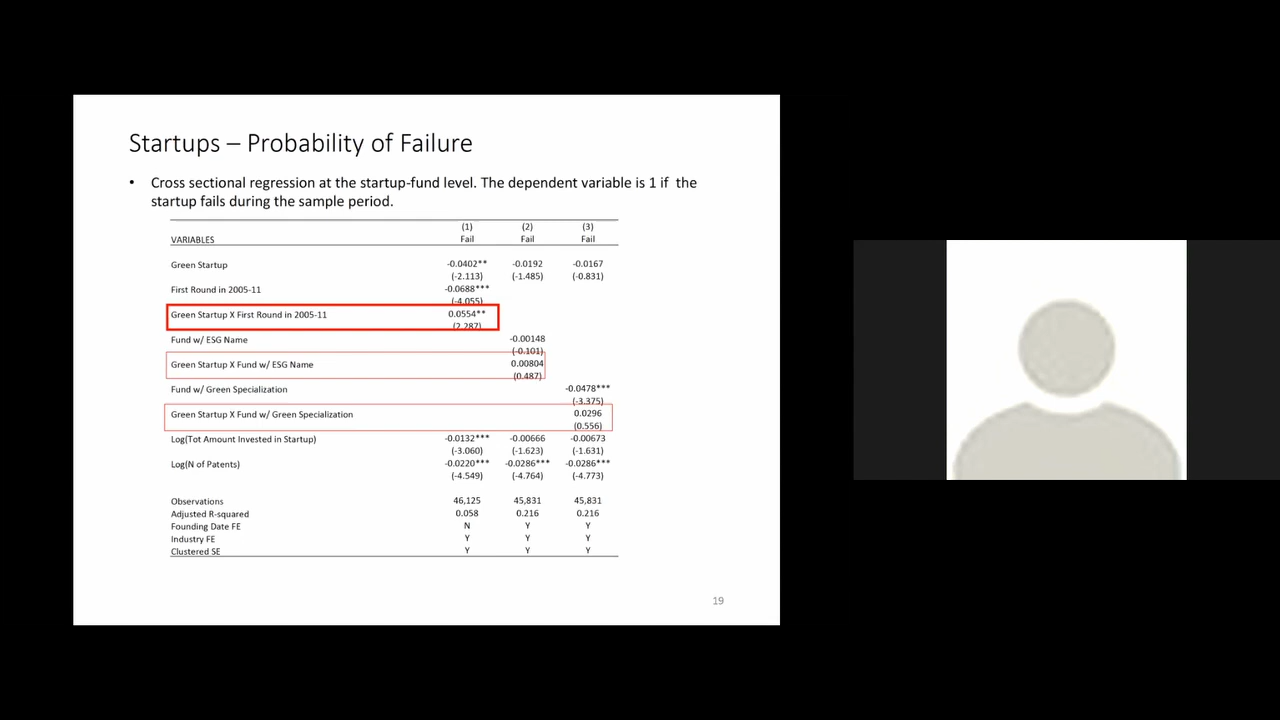 Startups – Probability of Failure
• Cross sectional regression at the startup-fund level. The dependent variable is 1 if the
startup fails during the sample period.
(1) (2) (3)
VARIABLES Fail Fail Fail
Green Startup -0.0402** -0.0192 -0.0167
(-2.113) (-1.485) (-0.831)
First Round in 2005-11 -0.0688***
(-4.055)
Green Startup X First Round in 2005-11 0.0554**
(2.287)
Fund w/ ESG Name -0.00148
(-0.101)
Green Startup X Fund w/ ESG Name 0.00804
(0.487)
Fund w/ Green Specialization -0.0478***
(-3.375)
Green Startup X Fund w/ Green Specialization 0.0296
(0.556)
Log(Tot Amount Invested in Startup) -0.0132*** -0.00666 -0.00673
(-3.060) (-1.623) (-1.631)
Log(N of Patents) -0.0220*** -0.0286*** -0.0286***
(-4.549) (-4.764) (-4.773)
Observations 46,125 45,831 45,831
Adjusted R-squared 0.058 0.216 0.216
Founding Date FE N Y Y
Industry FE Y Y Y
Clustered SE Y Y Y
19